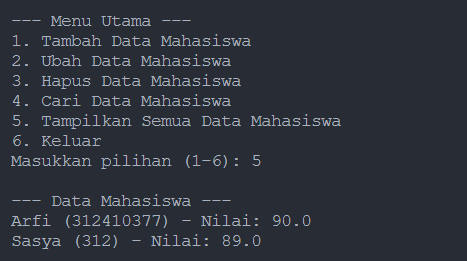 --- Menu Utama ---
1. Tambah Data Mahasiswa
2. Ubah Data Mahasiswa
3. Hapus Data Mahasiswa
4. Cari Data Mahasiswa
5. Tampilkan Semua Data Mahasiswa
6. Keluar
Masukkan pilihan (1-6): 5
--- Data Mahasiswa ---
Arfi (312410377) - Nilai: 90.0
Sasya (312) - Nilai: 89.0